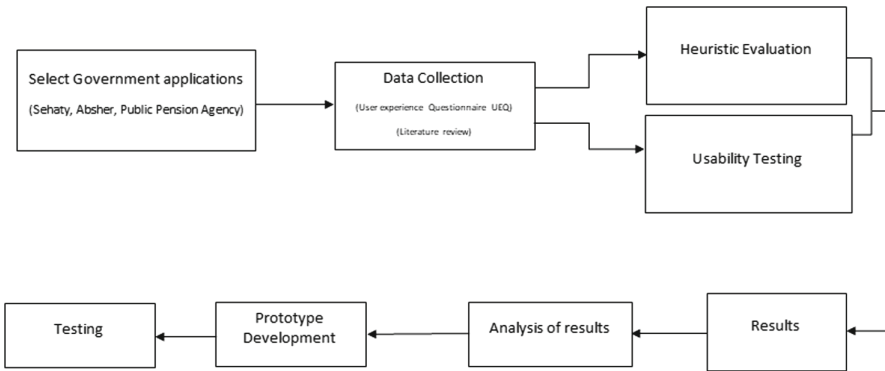 Select Government applications
(Sehaty, Absher, Public Pension Agency)
Data Collection
(User experience Questionnaire UEQ)
(Literature review)
Heuristic Evaluation
Usability Testing
Results
Analysis of results
Prototype
Development
Testing